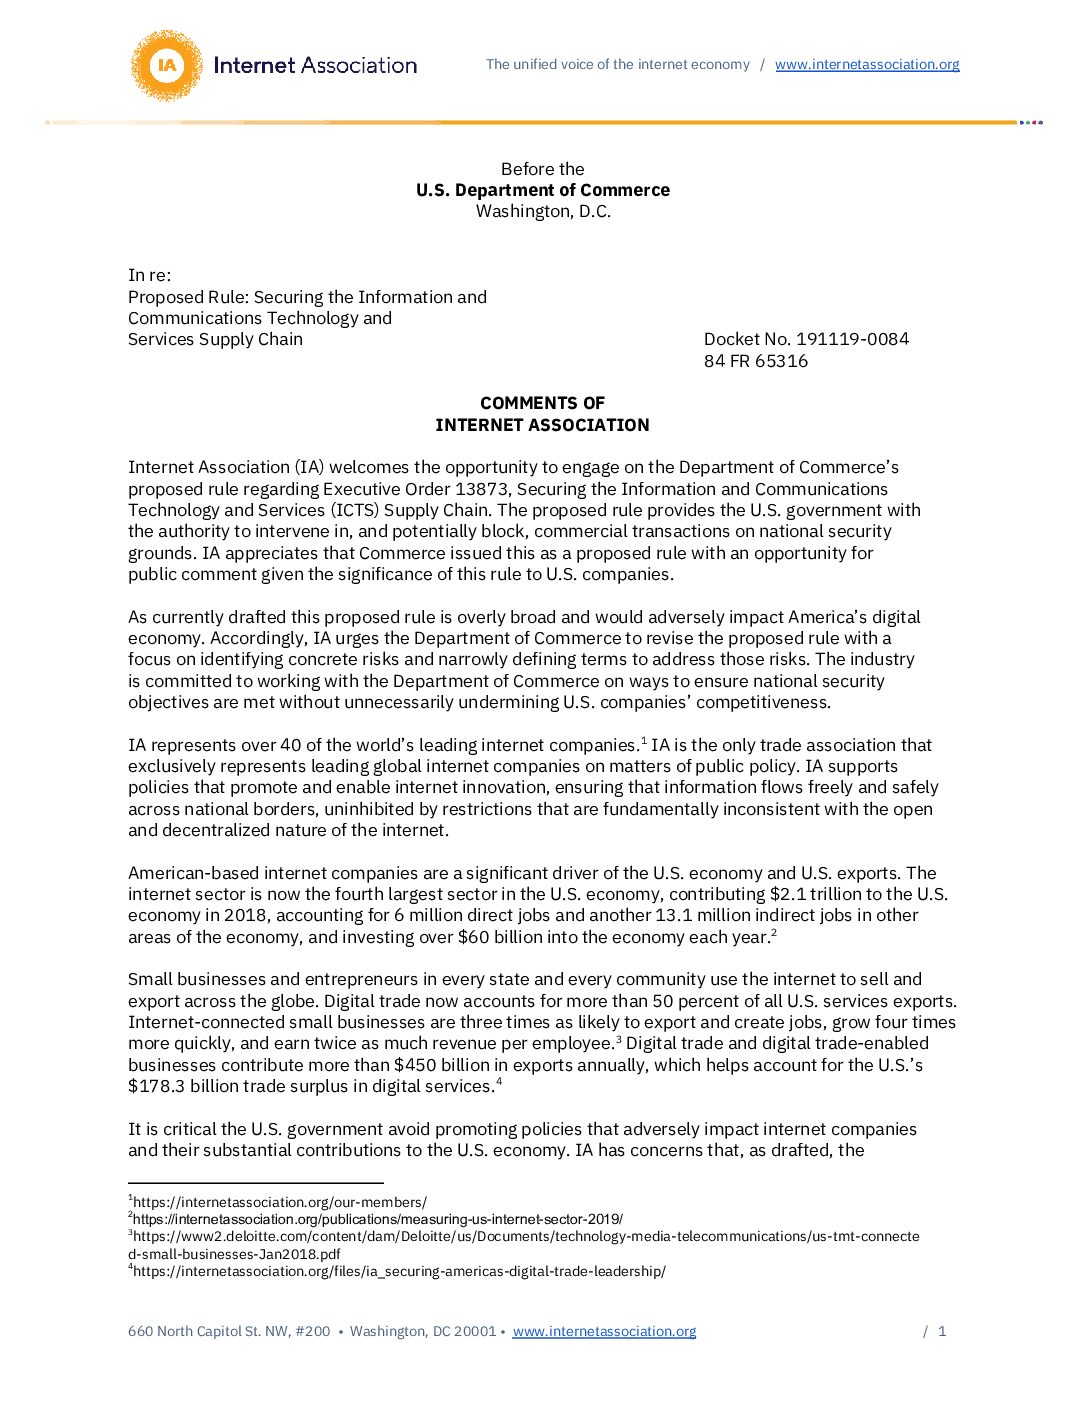 IA Internet Association
The unified voice of the internet economy / www.internetassociation.org
Before the
U.S. Department of Commerce
Washington, D.C.
In re:
Proposed Rule: Securing the Information and
Communications Technology and
Services Supply Chain
Docket No. 191119-0084
84 FR 65316
COMMENTS OF
INTERNET ASSOCIATION
Internet Association (IA) welcomes the opportunity to engage on the Department of Commerce’s
proposed rule regarding Executive Order 13873, Securing the Information and Communications
Technology and Services (ICTS) Supply Chain. The proposed rule provides the U.S. government with
the authority to intervene in, and potentially block, commercial transactions on national security
grounds. IA appreciates that Commerce issued this as a proposed rule with an opportunity for
public comment given the significance of this rule to U.S. companies.
As currently drafted this proposed rule is overly broad and would adversely impact America’s digital
economy. Accordingly, IA urges the Department of Commerce to revise the proposed rule with a
focus on identifying concrete risks and narrowly defining terms to address those risks. The industry
is committed to working with the Department of Commerce on ways to ensure national security
objectives are met without unnecessarily undermining U.S. companies’ competitiveness.
IA represents over 40 of the world’s leading internet companies.1 IA is the only trade association that
exclusively represents leading global internet companies on matters of public policy. IA supports
policies that promote and enable internet innovation, ensuring that information flows freely and safely
across national borders, uninhibited by restrictions that are fundamentally inconsistent with the open
and decentralized nature of the internet.
American-based internet companies are a significant driver of the U.S. economy and U.S. exports. The
internet sector is now the fourth largest sector in the U.S. economy, contributing $2.1 trillion to the U.S.
economy in 2018, accounting for 6 million direct jobs and another 13.1 million indirect jobs in other
areas of the economy, and investing over $60 billion into the economy each year.2
Small businesses and entrepreneurs in every state and every community use the internet to sell and
export across the globe. Digital trade now accounts for more than 50 percent of all U.S. services exports.
Internet-connected small businesses are three times as likely to export and create jobs, grow four times
more quickly, and earn twice as much revenue per employee.3 Digital trade and digital trade-enabled
businesses contribute more than $450 billion in exports annually, which helps account for the U.S.’s
$178.3 billion trade surplus in digital services.4
It is critical the U.S. government avoid promoting policies that adversely impact internet companies
and their substantial contributions to the U.S. economy. IA has concerns that, as drafted, the
1https://internetassociation.org/our-members/
2https://internetassociation.org/publications/measuring-us-internet-sector-2019/
3https://www2.deloitte.com/content/dam/Deloitte/us/Documents/technology-media-telecommunications/us-tmt-connecte
d-small-businesses-Jan2018.pdf
4https://internetassociation.org/files/ia_securing-americas-digital-trade-leadership/
660 North Capitol St. NW, #200 • Washington, DC 20001 • www.internetassociation.org / 1